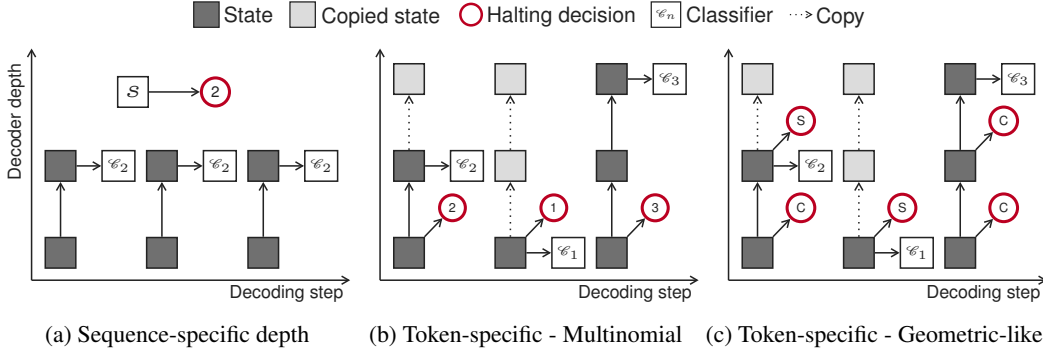 State Copied state Halting decision 𝒞n Classifier Copy
Decoder depth
S 2
𝒞2 𝒞2 𝒞2
Decoding step
(a) Sequence-specific depth
𝒞3
𝒞2
2 1 3
𝒞1
Decoding step
(b) Token-specific - Multinomial
𝒞3
S C
𝒞2
C S C
𝒞1
Decoding step
(c) Token-specific - Geometric-like